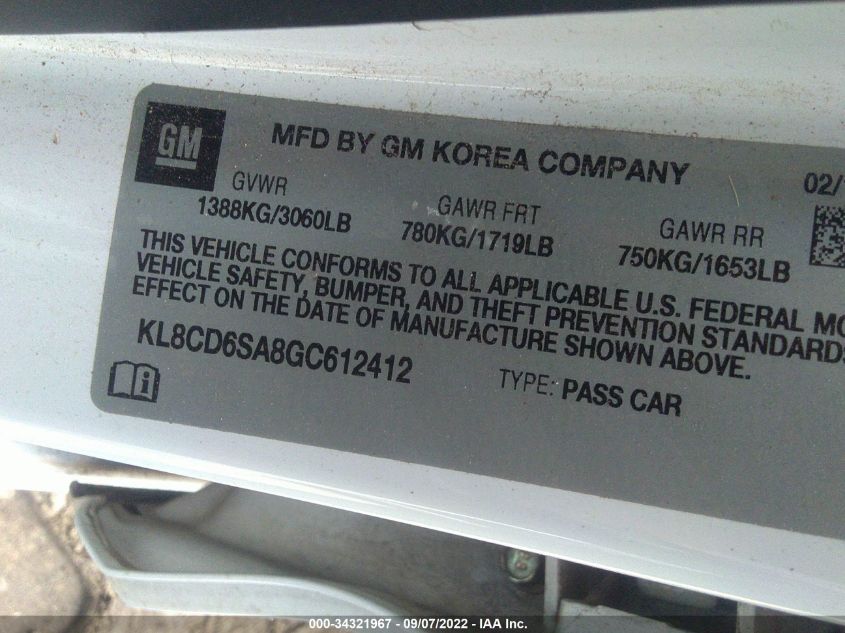 GM
MFD BY GM KOREA COMPANY
02/
GVWR
GAWR FRT
GAWR RR
1388KG/3060LB
780KG/1719LB
750KG/1653LB
THIS VEHICLE CONFORMS TO ALL APPLICABLE U.S. FEDERAL MO
VEHICLE SAFETY, BUMPER, AND THEFT PREVENTION STANDARDS
EFFECT ON THE DATE OF MANUFACTURE SHOWN ABOVE.
KL8CD6SA8GC612412
TYPE: PASS CAR
000-34321967 - 09/07/2022 - IAA Inc.